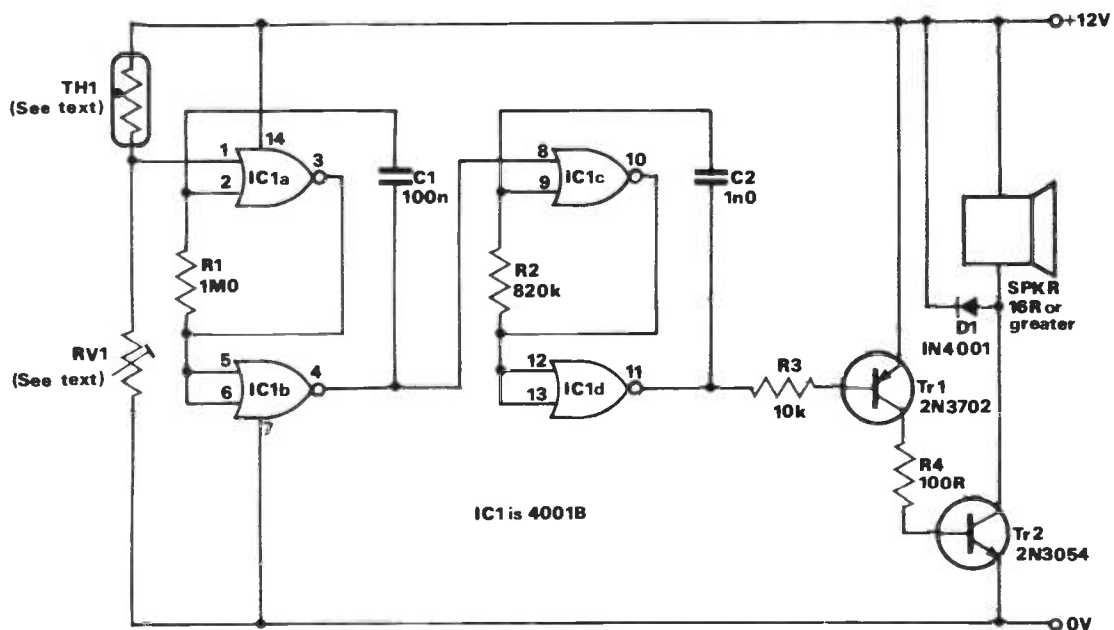 +12V
TH1
(See text)
14
1
2
3
IC1a
C1
100n
8
9
10
IC1c
C2
1n0
R1
1M0
R2
820k
SPKR
16R or
greater
D1
IN4001
RV1
(See text)
5
6
4
IC1b
7
12
13
11
IC1d
R3
10k
Tr1
2N3702
R4
100R
IC1 is 4001B
Tr2
2N3054
0V